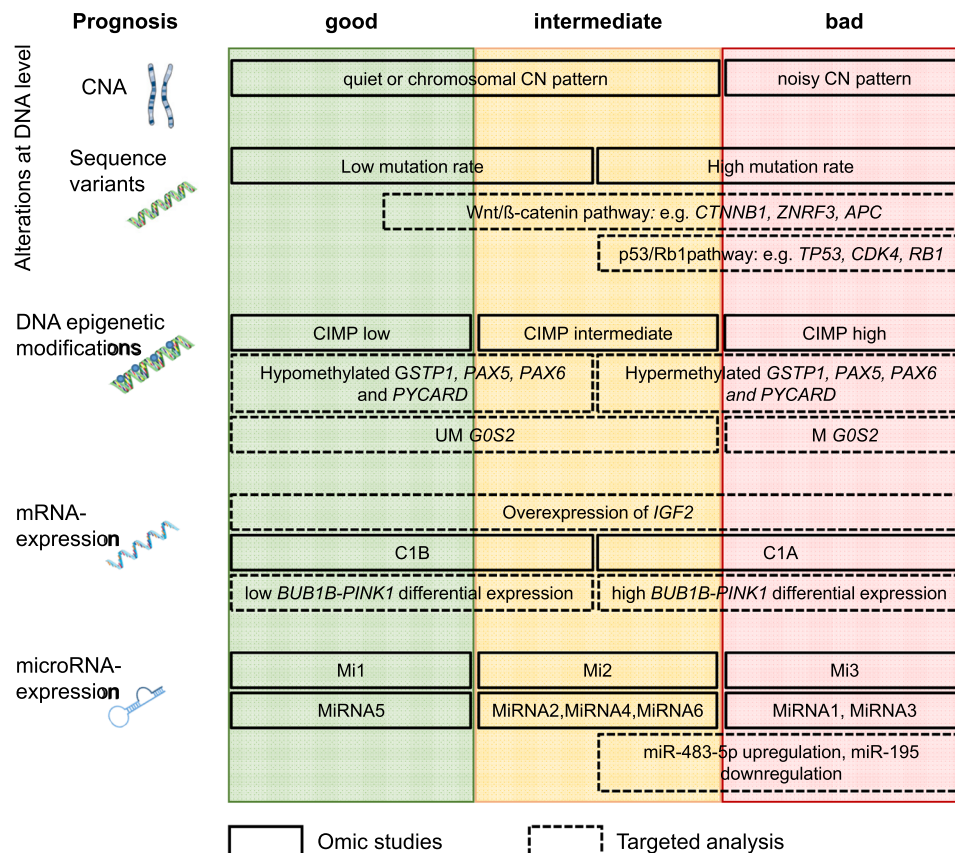 Prognosis good intermediate bad
Alterations at DNA level
CNA
quiet or chromosomal CN pattern
noisy CN pattern
Sequence
variants
Low mutation rate
High mutation rate
Wnt/ß-catenin pathway: e.g. CTNNB1, ZNRF3, APC
p53/Rb1pathway: e.g. TP53, CDK4, RB1
DNA epigenetic
modifications
CIMP low
CIMP intermediate
CIMP high
Hypomethylated GSTP1, PAX5, PAX6
and PYCARD
Hypermethylated GSTP1, PAX5, PAX6
and PYCARD
UM G0S2
M G0S2
mRNA-
expression
Overexpression of IGF2
C1B
C1A
low BUB1B-PINK1 differential expression
high BUB1B-PINK1 differential expression
microRNA-
expression
Mi1
Mi2
Mi3
MiRNA5
MiRNA2,MiRNA4,MiRNA6
MiRNA1, MiRNA3
miR-483-5p upregulation, miR-195
downregulation
Omic studies
Targeted analysis